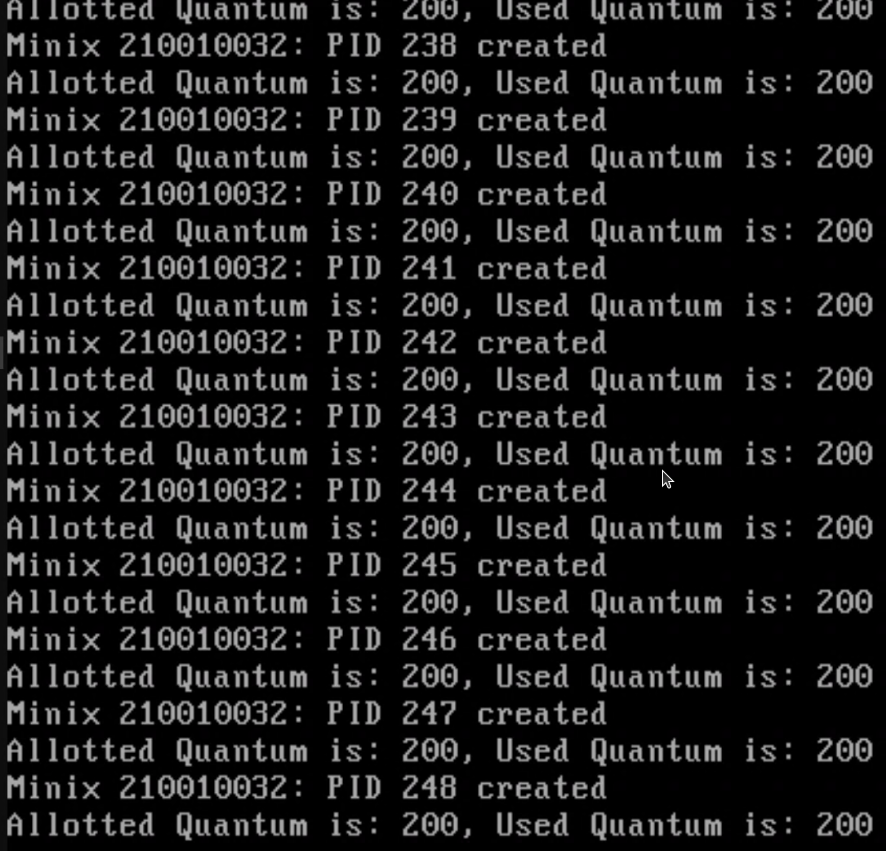 Allotted Quantum is: 200, Used Quantum is: 200
Minix 210010032: PID 238 created
Allotted Quantum is: 200, Used Quantum is: 200
Minix 210010032: PID 239 created
Allotted Quantum is: 200, Used Quantum is: 200
Minix 210010032: PID 240 created
Allotted Quantum is: 200, Used Quantum is: 200
Minix 210010032: PID 241 created
Allotted Quantum is: 200, Used Quantum is: 200
Minix 210010032: PID 242 created
Allotted Quantum is: 200, Used Quantum is: 200
Minix 210010032: PID 243 created
Allotted Quantum is: 200, Used Quantum is: 200
Minix 210010032: PID 244 created
Allotted Quantum is: 200, Used Quantum is: 200
Minix 210010032: PID 245 created
Allotted Quantum is: 200, Used Quantum is: 200
Minix 210010032: PID 246 created
Allotted Quantum is: 200, Used Quantum is: 200
Minix 210010032: PID 247 created
Allotted Quantum is: 200, Used Quantum is: 200
Minix 210010032: PID 248 created
Allotted Quantum is: 200, Used Quantum is: 200